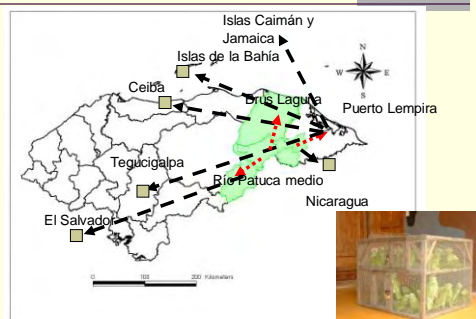 Islas Caimán y
Jamaica
Islas de la Bahía
N
W E
S
Ceiba
Brus Laguna
Puerto Lempira
Tegucigalpa
Río Patuca medio
Nicaragua
El Salvador
0 100 200 Kilometers